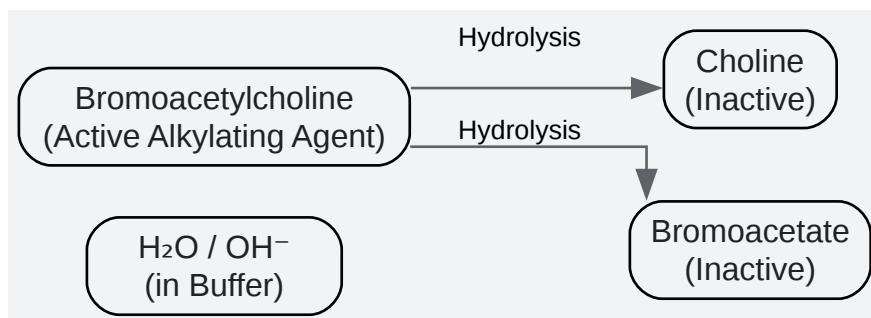 Hydrolysis
Choline
(Inactive)
Bromoacetylcholine
(Active Alkylating Agent)
Hydrolysis
Bromoacetate
(Inactive)
H₂O / OH⁻
(in Buffer)